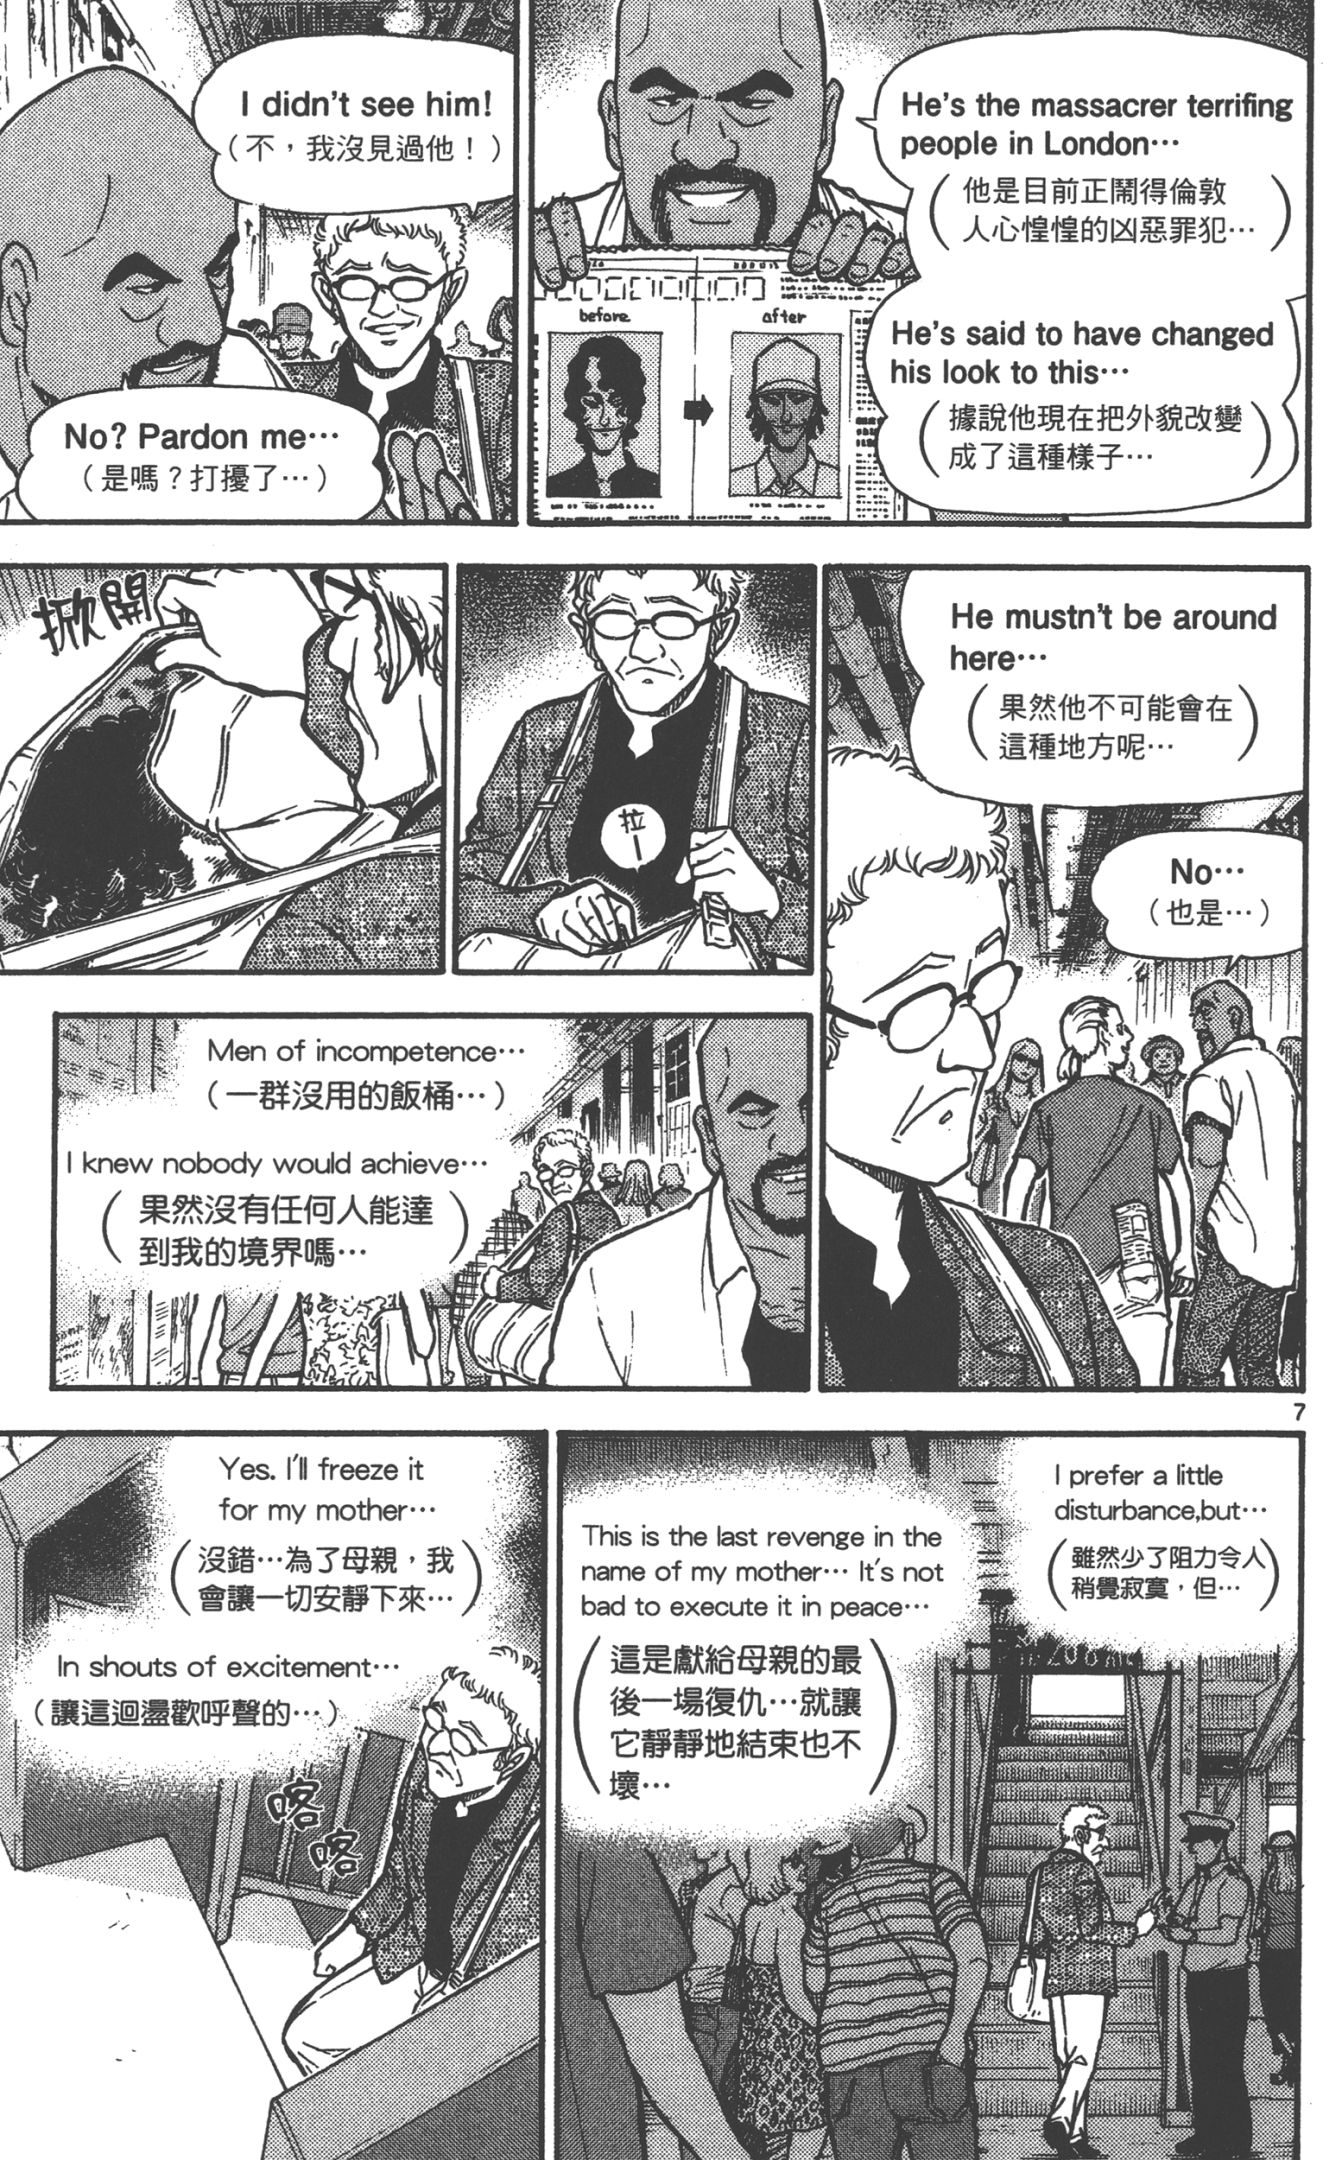 He's the massacrer terrifing
people in London…
(他是目前正鬧得倫敦
人心惶惶的凶惡罪犯…)
He's said to have changed
his look to this…
(據說他現在把外貌改變
成了這種樣子…)
before
after
I didn't see him!
(不，我沒見過他！)
No? Pardon me…
(是嗎？打擾了…)
He mustn't be around
here…
(果然他不可能會在
這種地方呢…)
No…
(也是…)
拉ー
掀開
Men of incompetence…
(一群沒用的飯桶…)
I knew nobody would achieve…
(果然沒有任何人能達
到我的境界嗎…)
7
I prefer a little
disturbance,but…
(雖然少了阻力令人
稍覺寂寞，但…)
This is the last revenge in the
name of my mother… It's not
bad to execute it in peace…
(這是獻給母親的最
後一場復仇…就讓
它靜靜地結束也不
壞…)
Yes. I'll freeze it
for my mother…
(沒錯…為了母親，我
會讓一切安靜下來…)
In shouts of excitement…
(讓這迴盪歡呼聲的…)
喀
喀